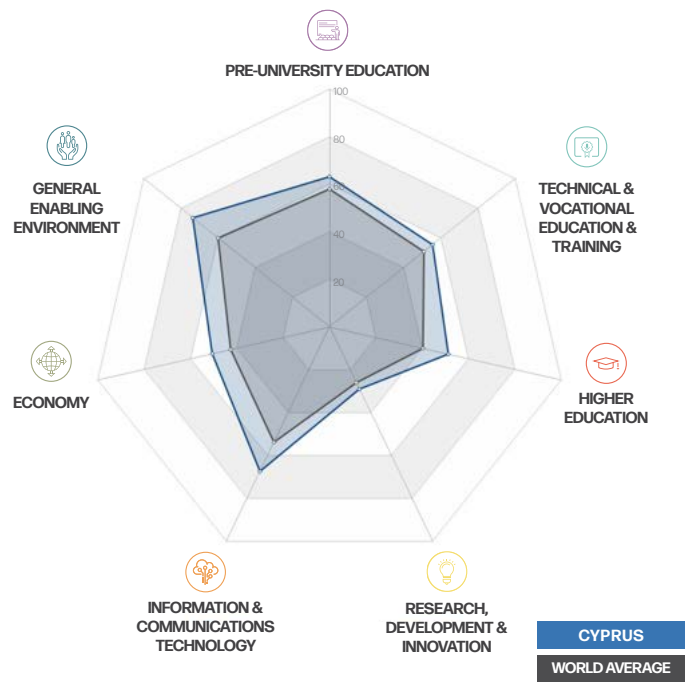 PRE-UNIVERSITY EDUCATION
100
80
60
40
20
GENERAL
ENABLING
ENVIRONMENT
TECHNICAL &
VOCATIONAL
EDUCATION &
TRAINING
ECONOMY
HIGHER
EDUCATION
INFORMATION &
COMMUNICATIONS
TECHNOLOGY
RESEARCH,
DEVELOPMENT &
INNOVATION
CYPRUS
WORLD AVERAGE